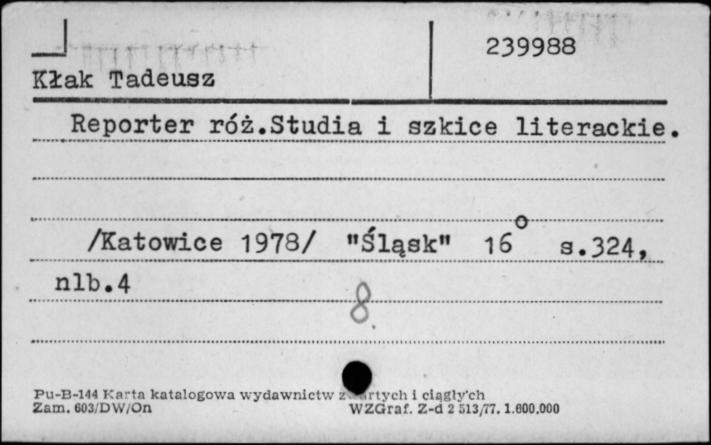 239988
Kłak Tadeusz
Reporter róż.Studia i szkice literackie.
/Katowice 1978/ "Śląsk" 16° s.324,
nlb.4
8
Pu-B-144 Karta katalogowa wydawnictw i ciągłych
Zam. 603/DW/On WZGraf. Z-d 2 513/77. 1.600.000